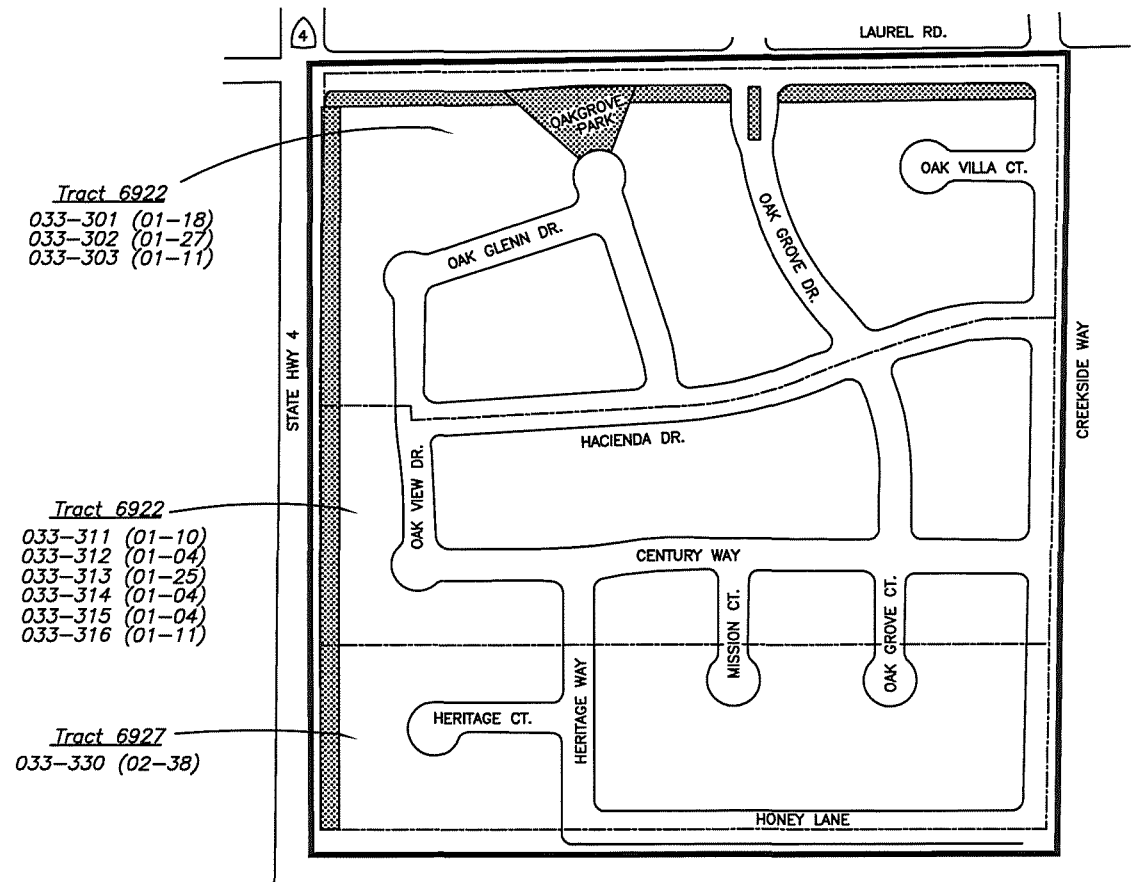 4
LAUREL RD.
OAKGROVE
PARK
OAK VILLA CT.
Tract 6922
033-301 (01-18)
033-302 (01-27)
033-303 (01-11)
OAK GLENN DR.
OAK GROVE DR.
STATE HWY 4
CREEKSIDE WAY
HACIENDA DR.
OAK VIEW DR.
Tract 6922
033-311 (01-10)
033-312 (01-04)
033-313 (01-25)
033-314 (01-04)
033-315 (01-04)
033-316 (01-11)
CENTURY WAY
MISSION CT.
OAK GROVE CT.
HERITAGE WAY
HERITAGE CT.
Tract 6927
033-330 (02-38)
HONEY LANE